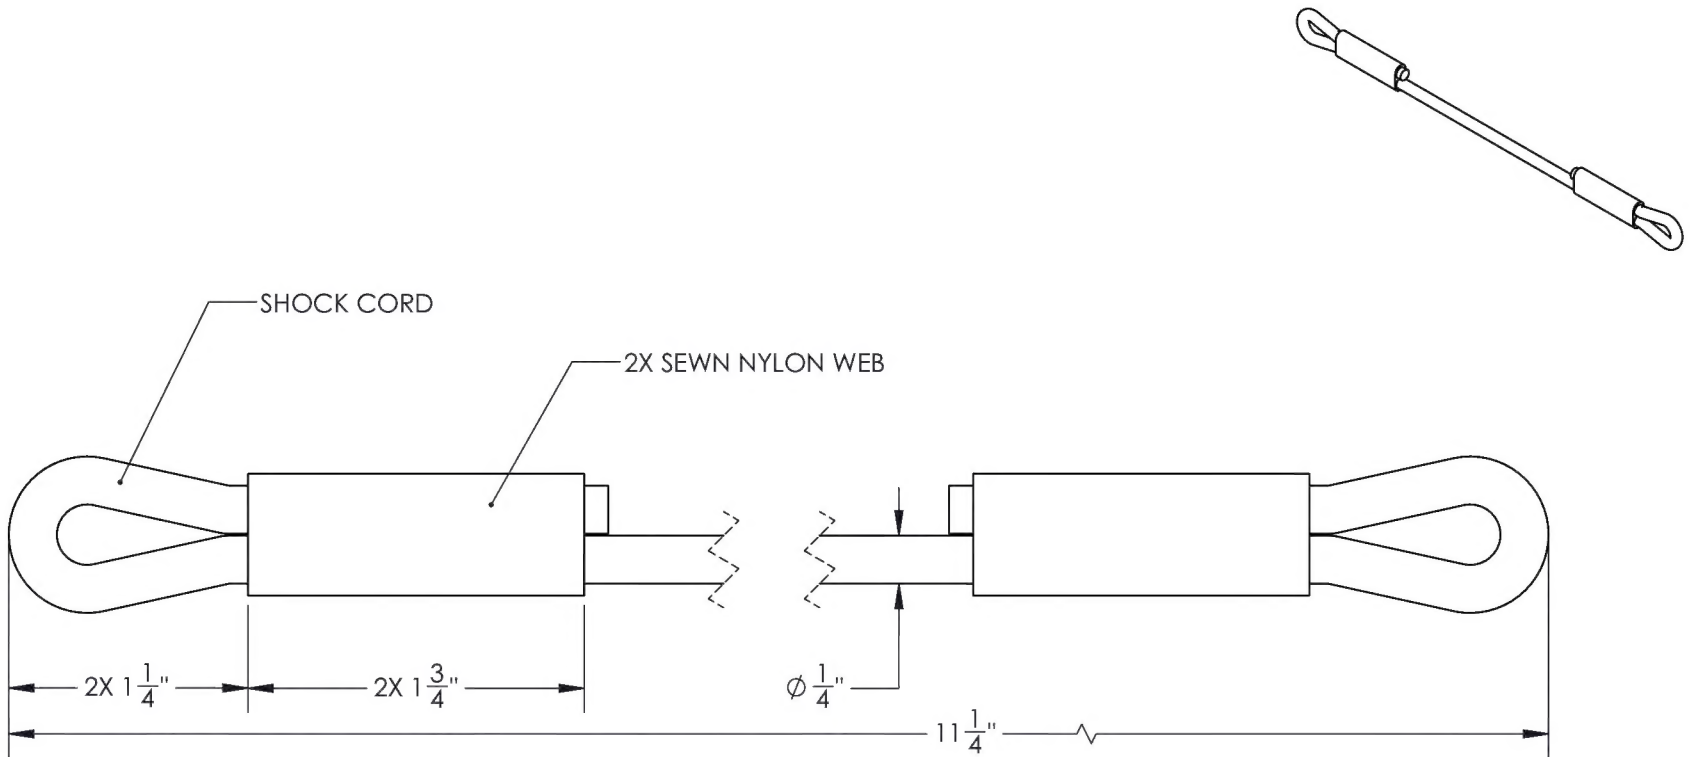 SHOCK CORD
2X SEWN NYLON WEB
2X 1 1/4"
2X 1 3/4"
Ø 1/4"
11 1/4"